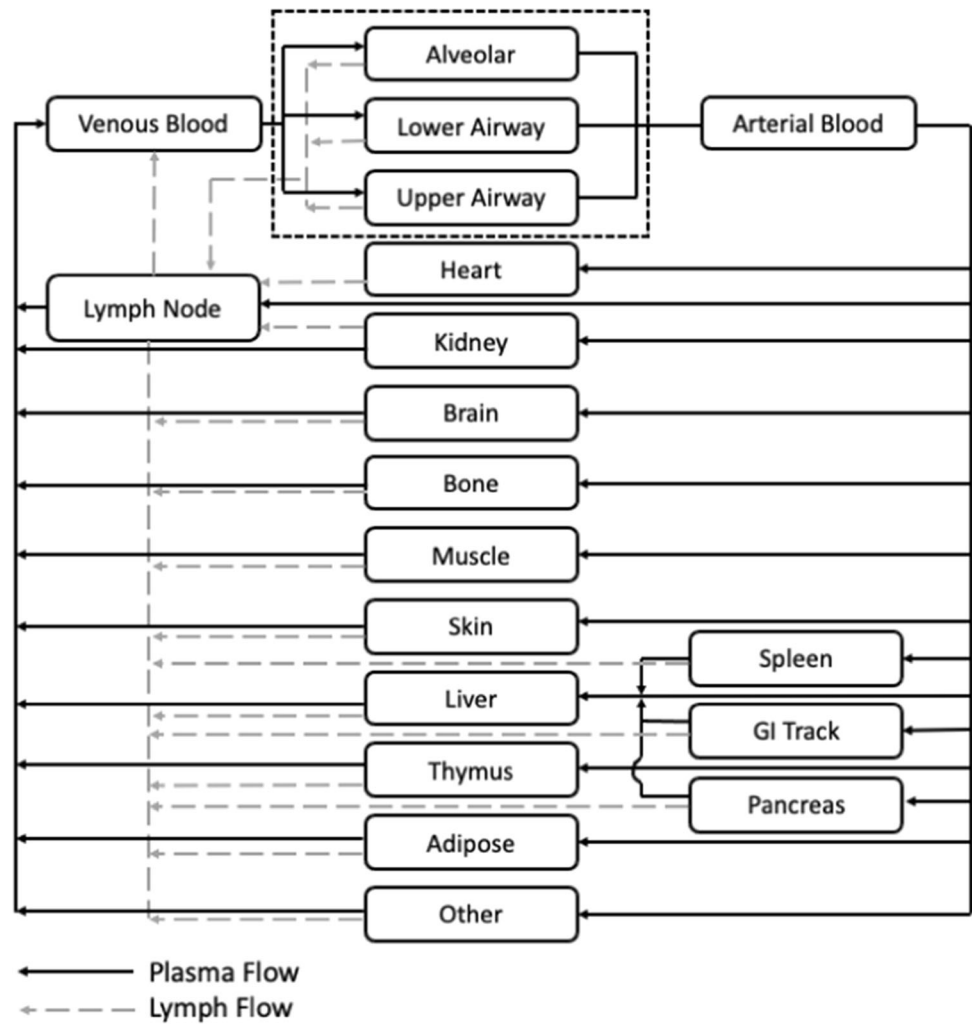 Alveolar
Venous Blood
Lower Airway
Arterial Blood
Upper Airway
Heart
Lymph Node
Kidney
Brain
Bone
Muscle
Skin
Spleen
Liver
GI Track
Thymus
Pancreas
Adipose
Other
Plasma Flow
Lymph Flow